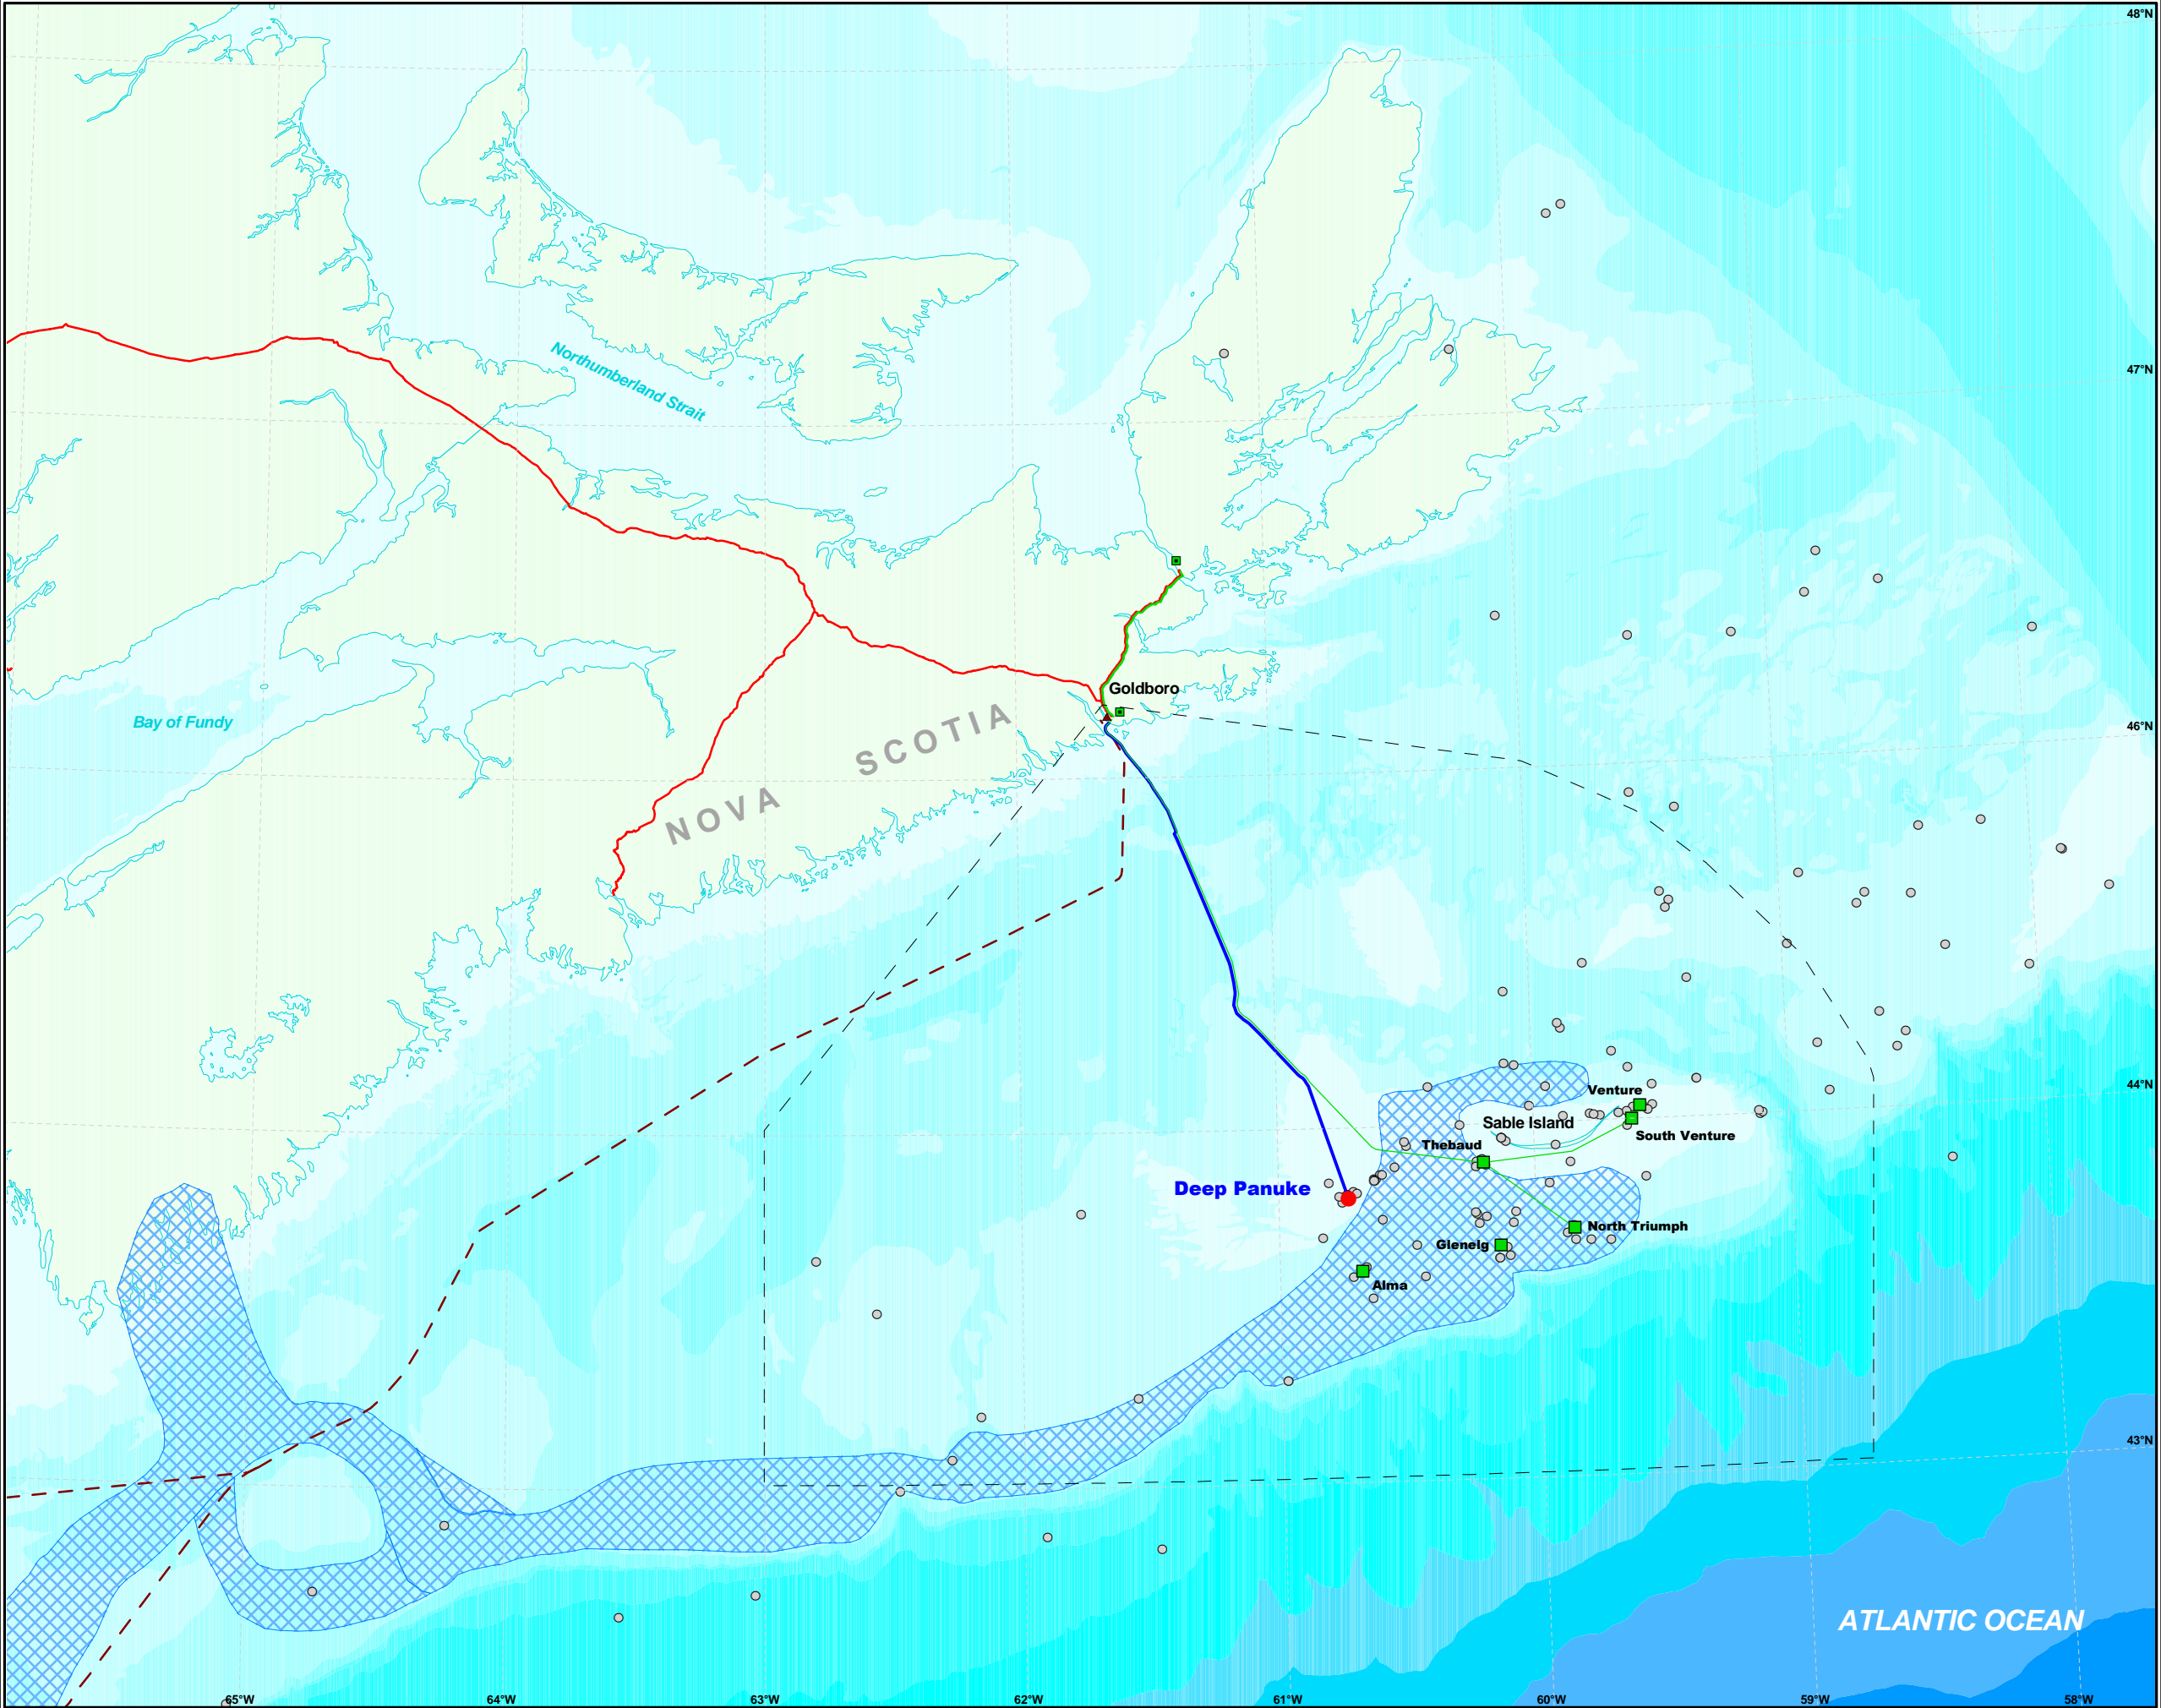 48°N
47°N
Northumberland Strait
Goldboro
Bay of Fundy
46°N
NOVA SCOTIA
44°N
Venture
Sable Island
South Venture
Thebaud
Deep Panuke
North Triumph
Glenelg
Alma
43°N
ATLANTIC OCEAN
65°W
64°W
63°W
62°W
61°W
60°W
59°W
58°W